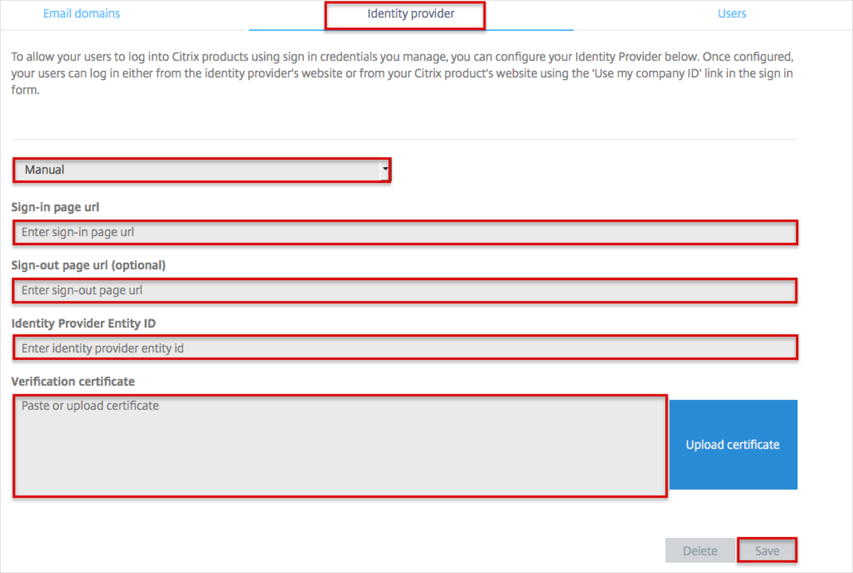 Email domains
Identity provider
Users
To allow your users to log into Citrix products using sign in credentials you manage, you can configure your Identity Provider below. Once configured,
your users can log in either from the identity provider's website or from your Citrix product's website using the 'Use my company ID' link in the sign in
form.
Manual
Sign-in page url
Enter sign-in page url
Sign-out page url (optional)
Enter sign-out page url
Identity Provider Entity ID
Enter identity provider entity id
Verification certificate
Paste or upload certificate
Upload certificate
Delete
Save